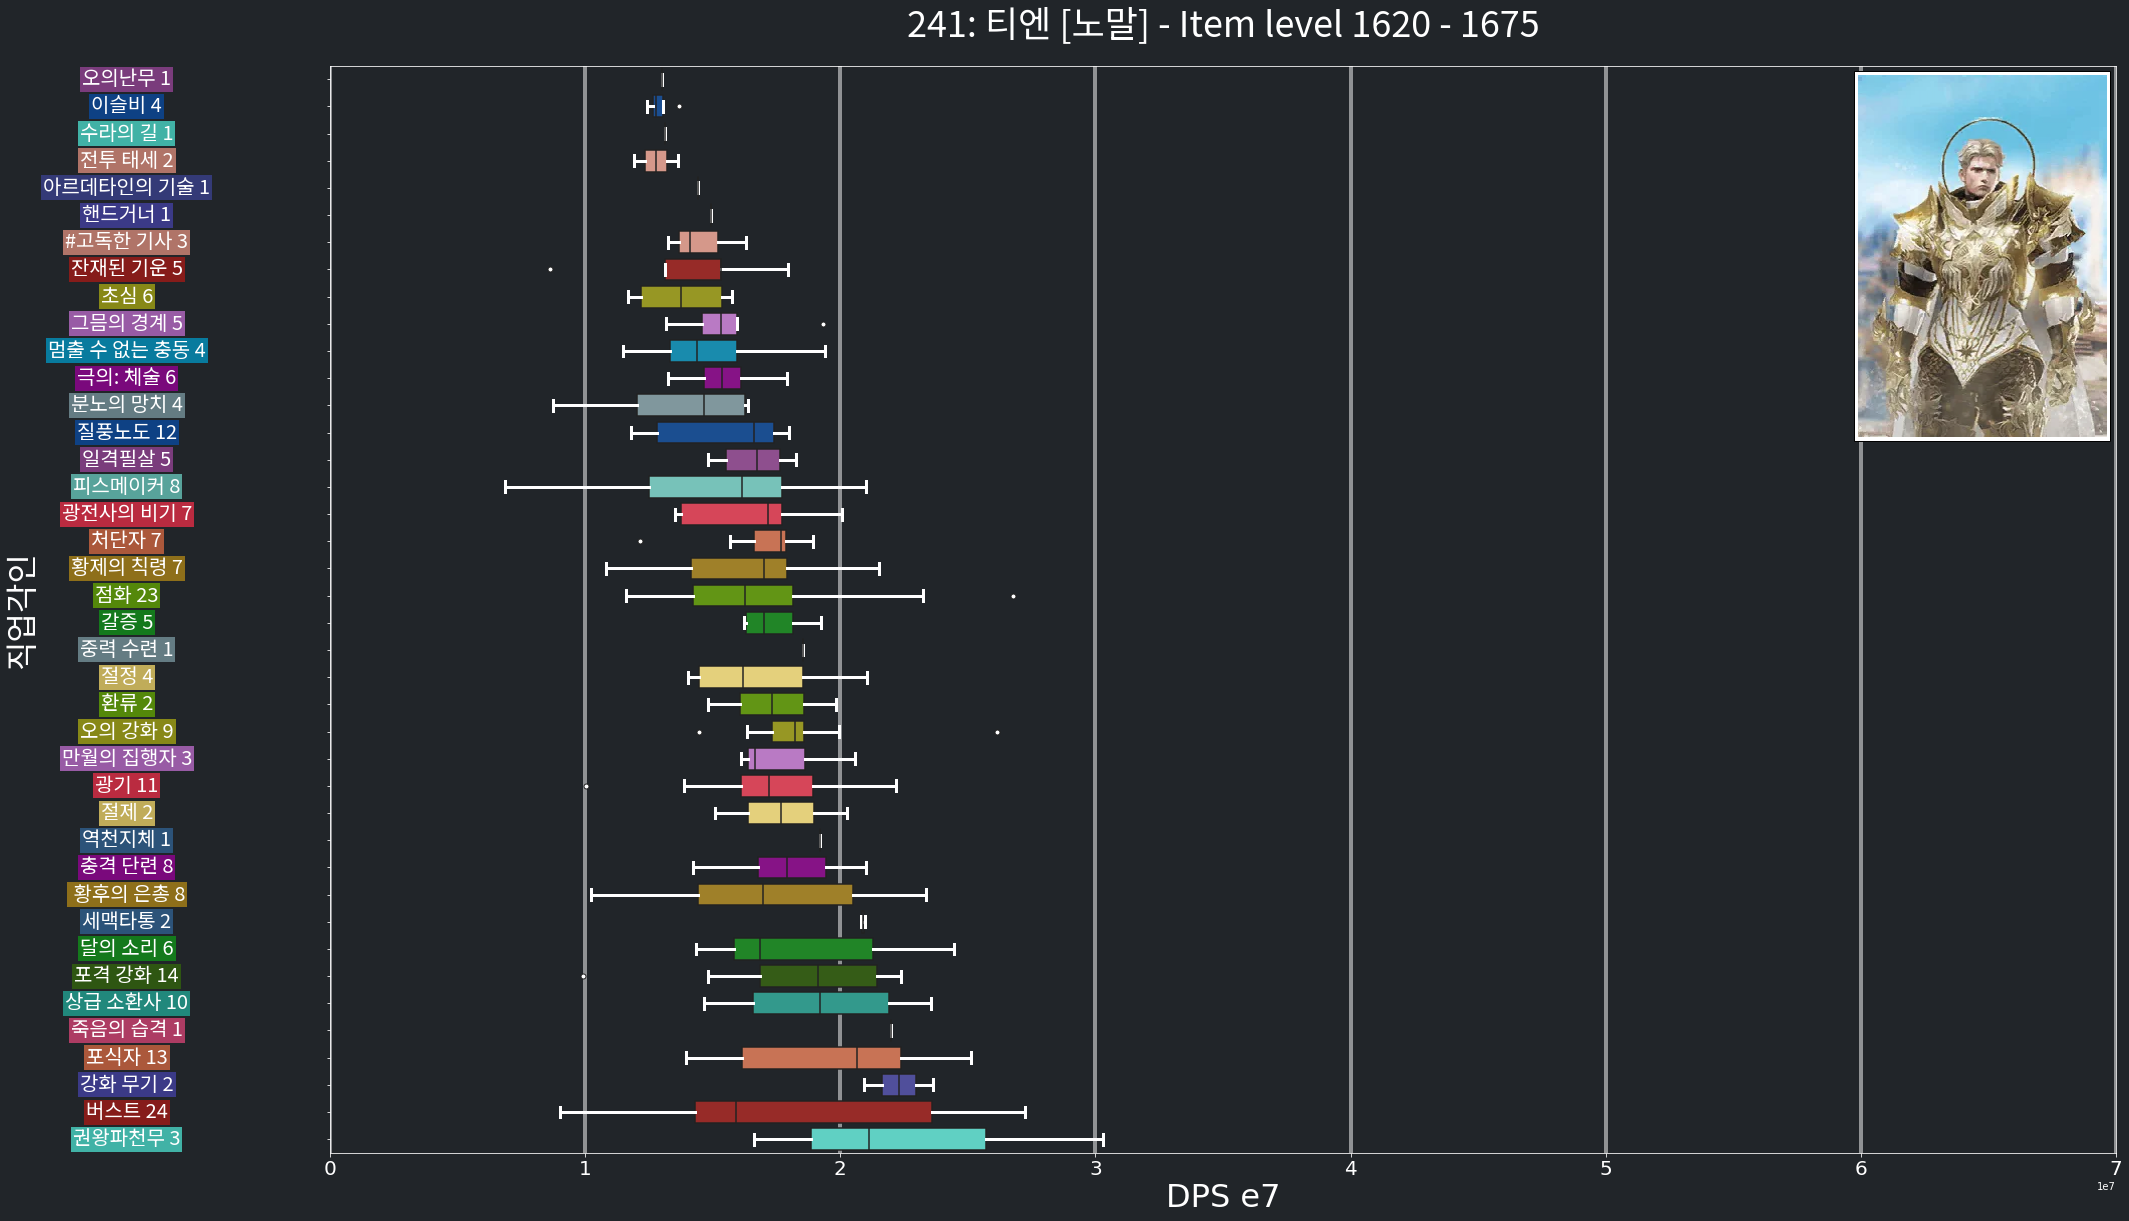 241: 티엔 [노말] - Item level 1620 - 1675
오의난무 1
이슬비 4
수라의 길 1
전투 태세 2
아르데타인의 기술 1
핸드거너 1
#고독한 기사 3
잔재된 기운 5
초심 6
그믐의 경계 5
멈출 수 없는 충동 4
극의: 체술 6
분노의 망치 4
질풍노도 12
일격필살 5
피스메이커 8
광전사의 비기 7
처단자 7
황제의 칙령 7
점화 23
갈증 5
중력 수련 1
절정 4
환류 2
오의 강화 9
만월의 집행자 3
광기 11
절제 2
역천지체 1
충격 단련 8
황후의 은총 8
세맥타통 2
달의 소리 6
포격 강화 14
상급 소환사 10
죽음의 습격 1
포식자 13
강화 무기 2
버스트 24
권왕파천무 3
직업각인
0 1 2 3 4 5 6 7
1e7
DPS e7